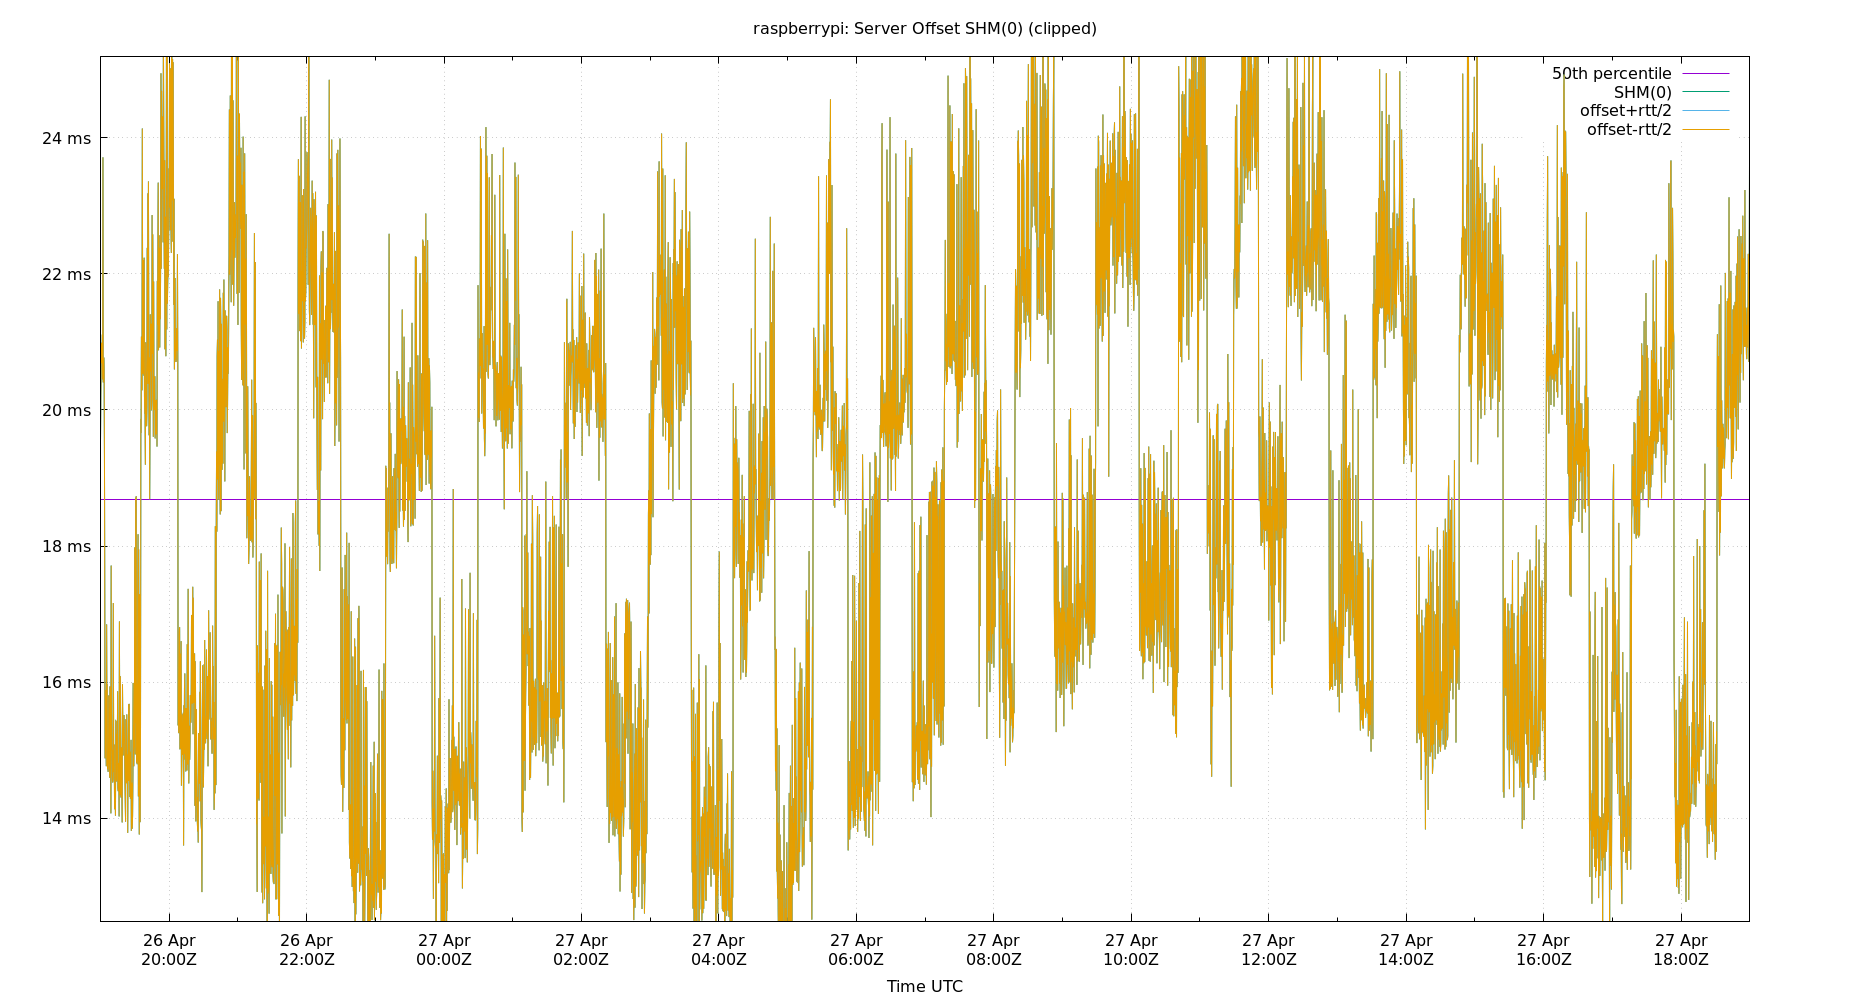 raspberrypi: Server Offset SHM(0) (clipped)
50th percentile
SHM(0)
offset+rtt/2
offset-rtt/2
24 ms
22 ms
20 ms
18 ms
16 ms
14 ms
26 Apr 26 Apr 27 Apr 27 Apr 27 Apr 27 Apr 27 Apr 27 Apr 27 Apr 27 Apr 27 Apr 27 Apr
20:00Z 22:00Z 00:00Z 02:00Z 04:00Z 06:00Z 08:00Z 10:00Z 12:00Z 14:00Z 16:00Z 18:00Z
Time UTC